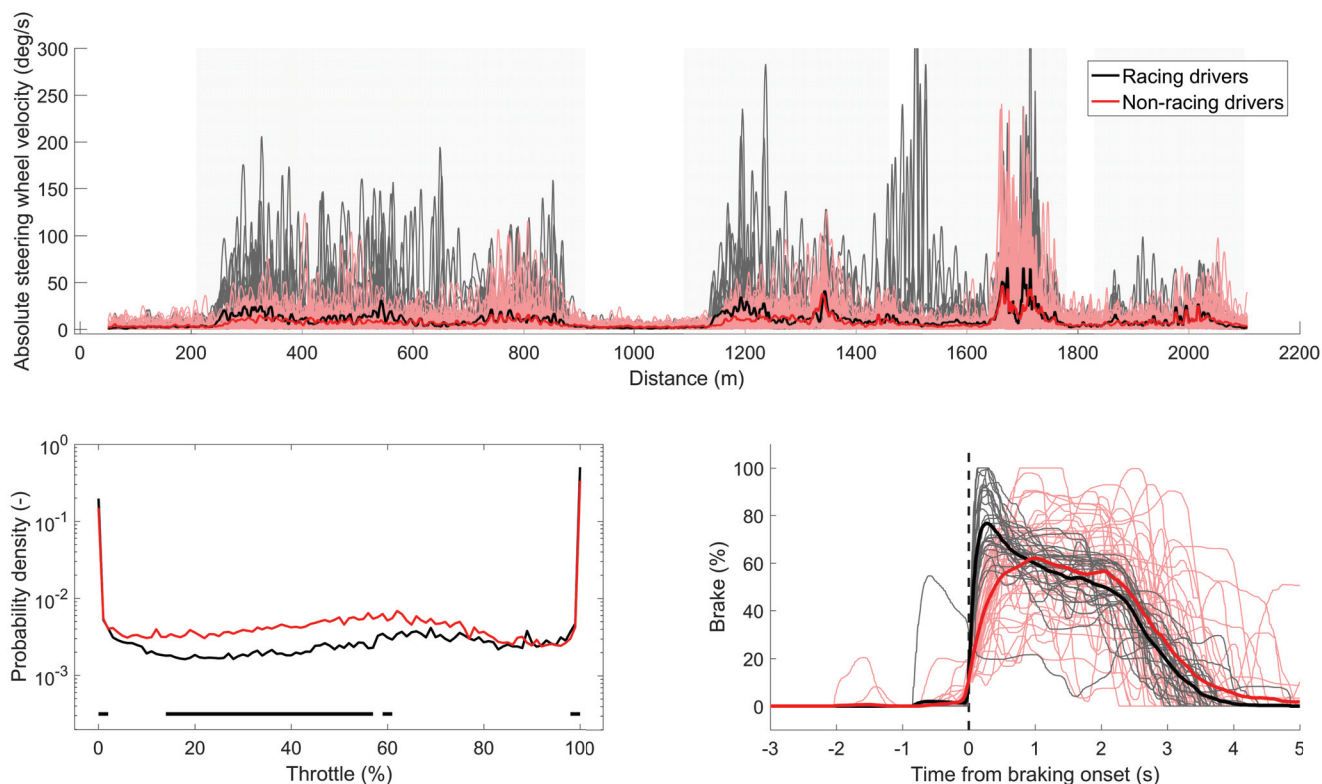 Absolute steering wheel velocity (deg/s)
300
250
200
150
100
50
0
Racing drivers
Non-racing drivers
0 200 400 600 800 1000 1200 1400 1600 1800 2000 2200
Distance (m)
Probability density (-)
10^0
10^-1
10^-2
10^-3
0 20 40 60 80 100
Throttle (%)
Brake (%)
100
80
60
40
20
0
-3 -2 -1 0 1 2 3 4 5
Time from braking onset (s)